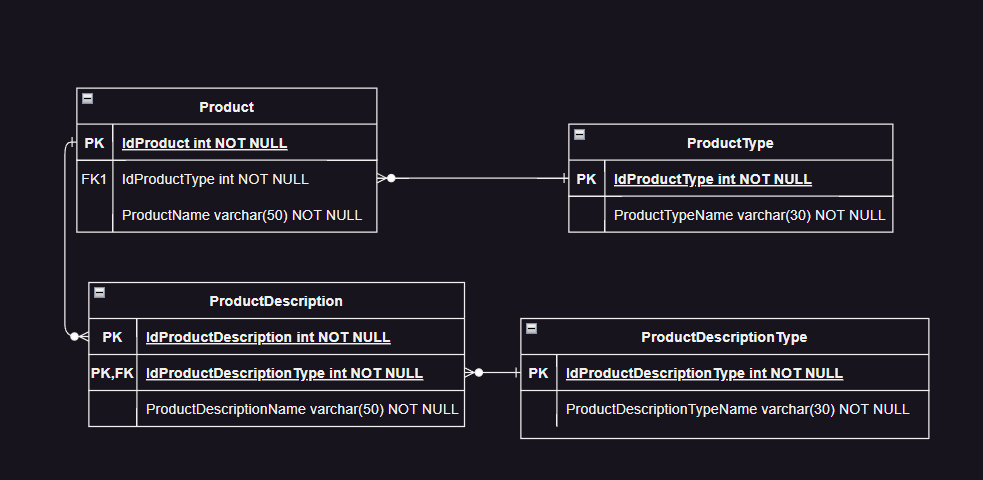 Product
PK IdProduct int NOT NULL
FK1 IdProductType int NOT NULL
ProductName varchar(50) NOT NULL
ProductType
PK IdProductType int NOT NULL
ProductTypeName varchar(30) NOT NULL
ProductDescription
PK IdProductDescription int NOT NULL
PK,FK IdProductDescriptionType int NOT NULL
ProductDescriptionName varchar(50) NOT NULL
ProductDescriptionType
PK IdProductDescriptionType int NOT NULL
ProductDescriptionTypeName varchar(30) NOT NULL